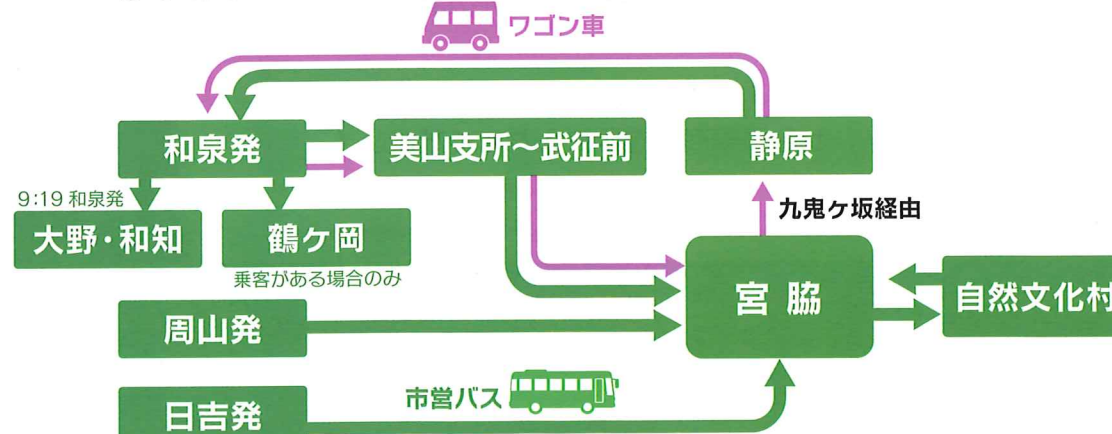 ワゴン車
和泉発
美山支所～武征前
静原
9:19 和泉発
九鬼ヶ坂経由
大野・和知
鶴ヶ岡
乗客がある場合のみ
宮脇
自然文化村
周山発
市営バス
日吉発